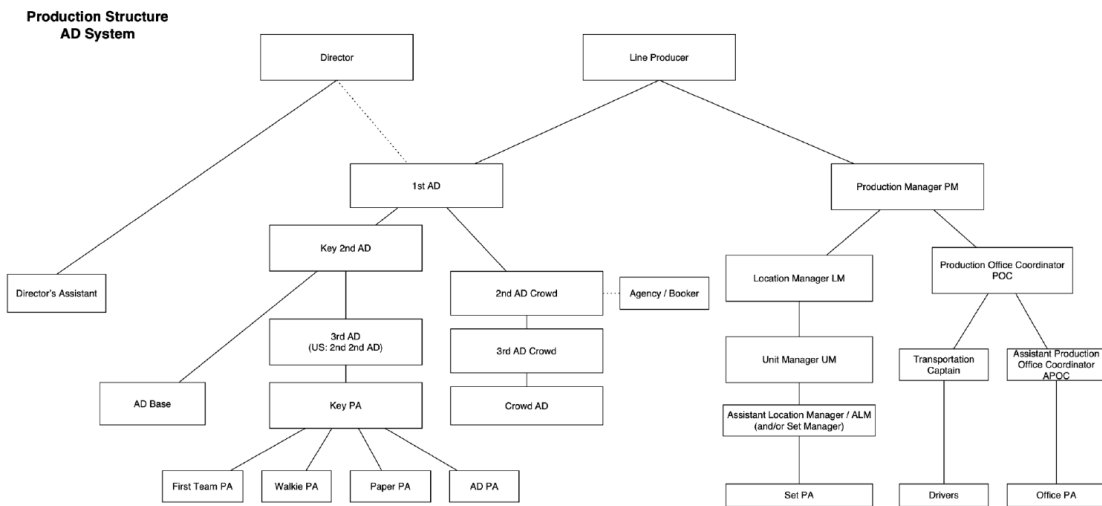 Production Structure
AD System
Director
Line Producer
1st AD
Production Manager PM
Key 2nd AD
Director's Assistant
2nd AD Crowd
Agency / Booker
Location Manager LM
Production Office Coordinator
POC
3rd AD
(US: 2nd 2nd AD)
3rd AD Crowd
Unit Manager UM
Transportation
Captain
Assistant Production
Office Coordinator
APOC
AD Base
Key PA
Crowd AD
Assistant Location Manager / ALM
(and/or Set Manager)
First Team PA
Walkie PA
Paper PA
AD PA
Set PA
Drivers
Office PA